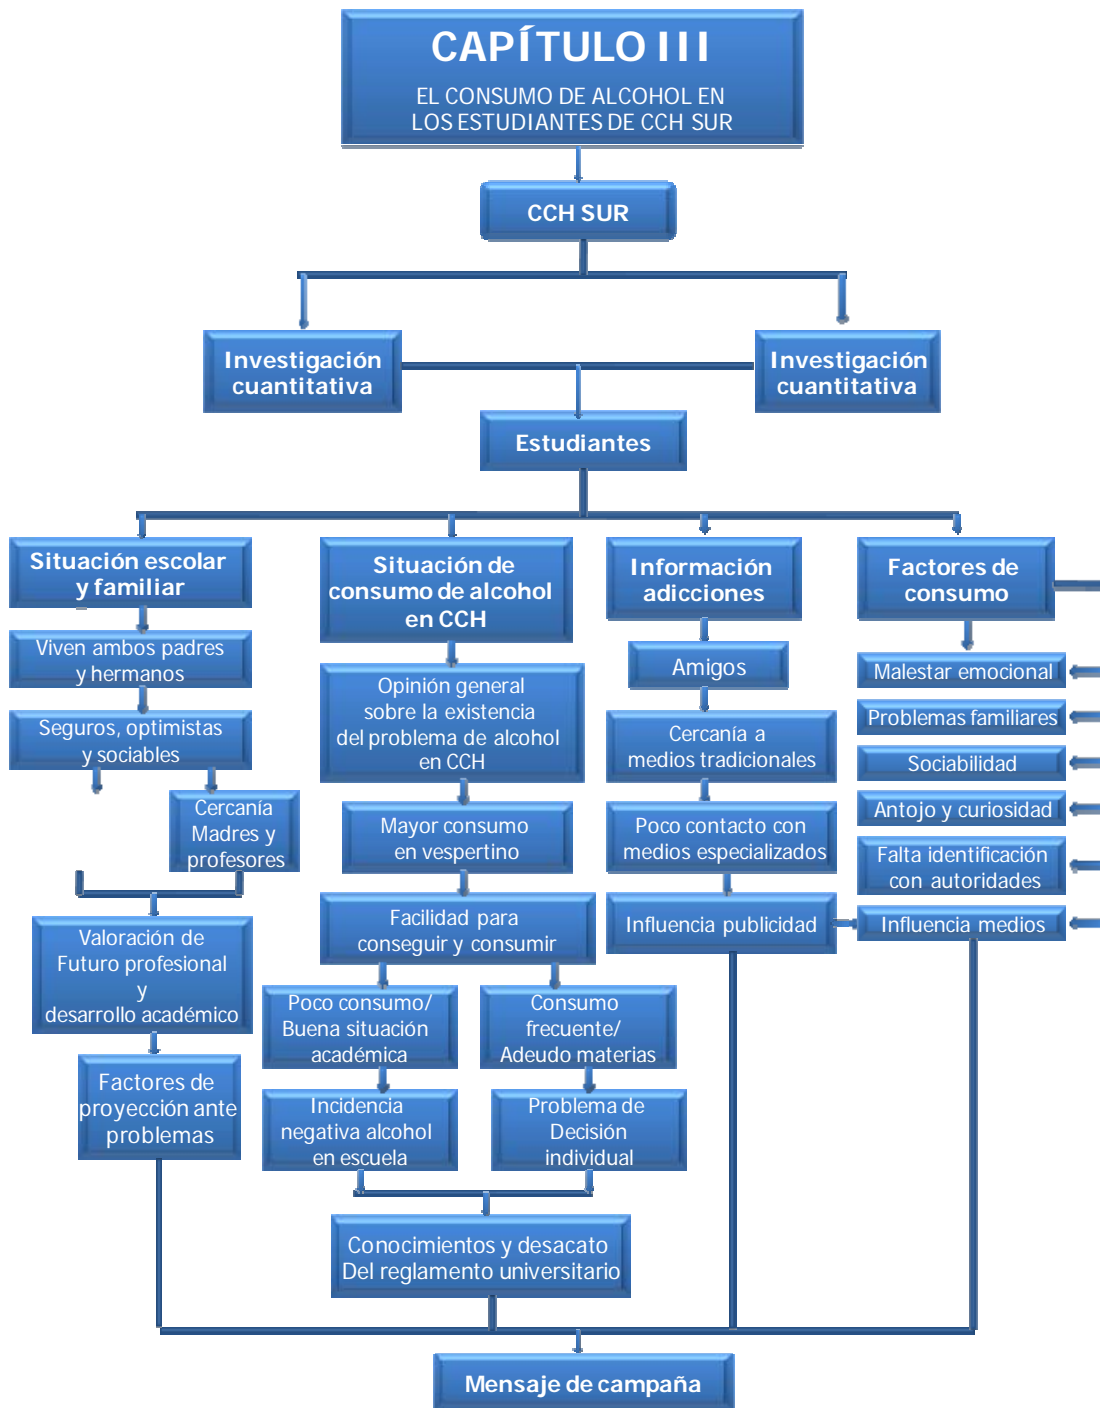 CAPÍTULO III
EL CONSUMO DE ALCOHOL EN
LOS ESTUDIANTES DE CCH SUR
CCH SUR
Investigación
cuantitativa
Investigación
cuantitativa
Estudiantes
Situación escolar
y familiar
Viven ambos padres
y hermanos
Seguros, optimistas
y sociables
Cercanía
Madres y
profesores
Valoración de
Futuro profesional
y
desarrollo académico
Factores de
proyección ante
problemas
Situación de
consumo de alcohol
en CCH
Opinión general
sobre la existencia
del problema de alcohol
en CCH
Mayor consumo
en vespertino
Facilidad para
conseguir y consumir
Poco consumo/
Buena situación
académica
Incidencia
negativa alcohol
en escuela
Consumo
frecuente/
Adeudo materias
Problema de
Decisión
individual
Conocimientos y desacato
Del reglamento universitario
Información
adicciones
Amigos
Cercanía a
medios tradicionales
Poco contacto con
medios especializados
Influencia publicidad
Factores de
consumo
Malestar emocional
Problemas familiares
Sociabilidad
Antojo y curiosidad
Falta identificación
con autoridades
Influencia medios
Mensaje de campaña